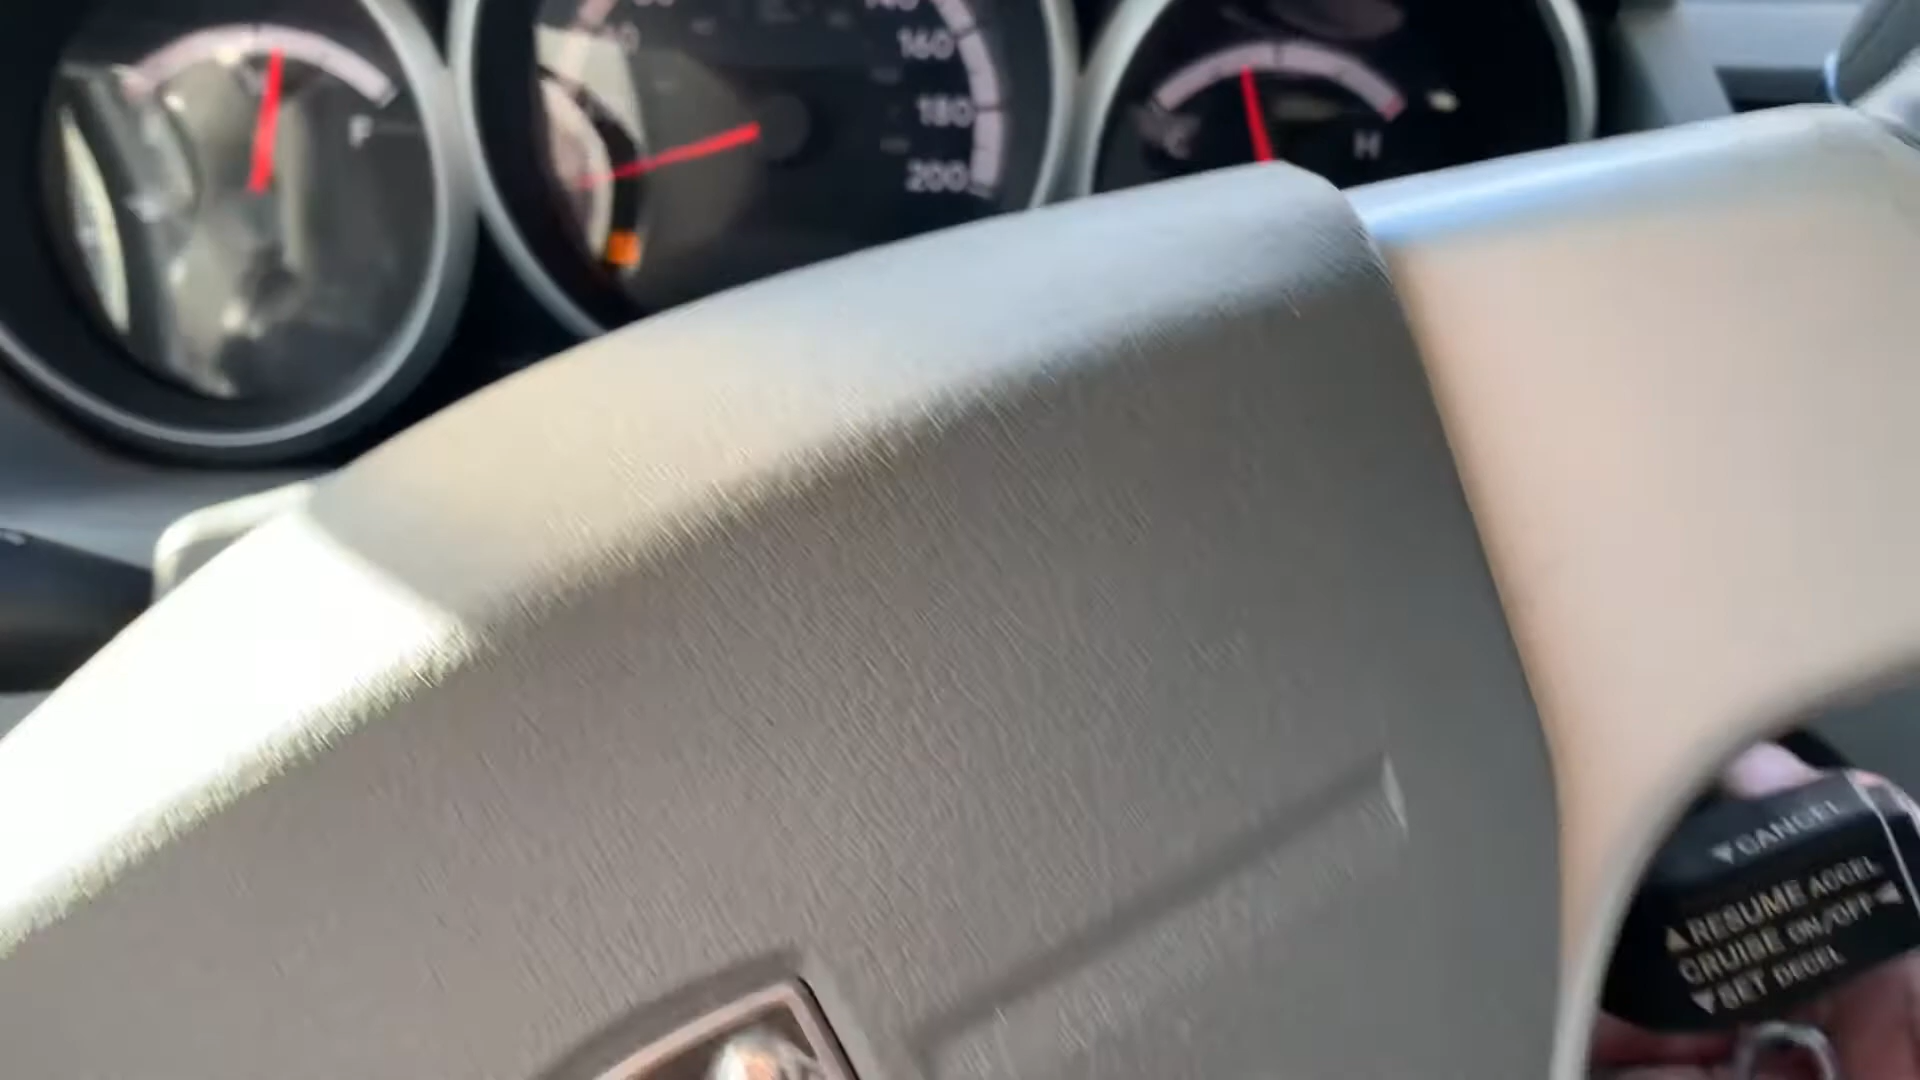 160
180
200
F
C
H
▼CANCEL
▲RESUME ACCEL
CRUISE ON/OFF◀
▼SET DECEL